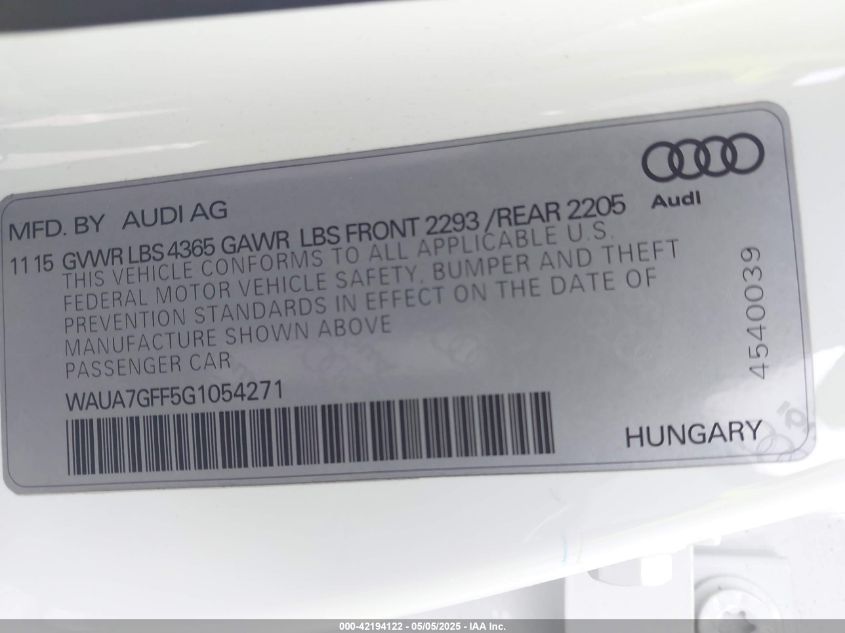 MFD. BY AUDI AG
Audi
11 15 GVWR LBS 4365 GAWR LBS FRONT 2293 /REAR 2205
THIS VEHICLE CONFORMS TO ALL APPLICABLE U.S.
FEDERAL MOTOR VEHICLE SAFETY, BUMPER AND THEFT
PREVENTION STANDARDS IN EFFECT ON THE DATE OF
MANUFACTURE SHOWN ABOVE
PASSENGER CAR
WAUA7GFF5G1054271
HUNGARY
4540039
000-42194122 - 05/05/2025 - IAA Inc.